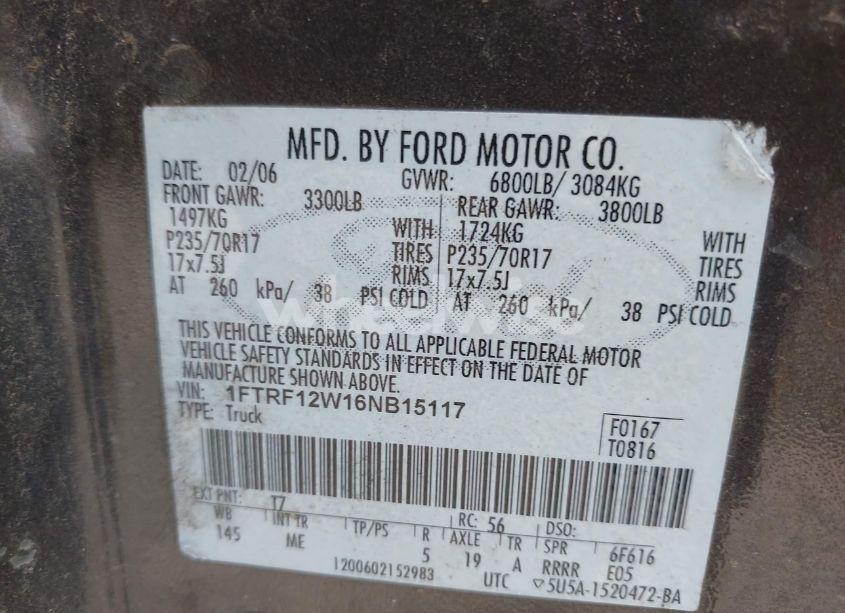 MFD. BY FORD MOTOR CO.
DATE: 02/06 GVWR: 6800LB/ 3084KG
FRONT GAWR: 3300LB REAR GAWR: 3800LB
1497KG WITH 1724KG WITH
P235/70R17 TIRES P235/70R17 TIRES
17x7.5J RIMS 17x7.5J RIMS
AT 260 kPa/ 38 PSI COLD AT 260 kPa/ 38 PSI COLD
THIS VEHICLE CONFORMS TO ALL APPLICABLE FEDERAL MOTOR
VEHICLE SAFETY STANDARDS IN EFFECT ON THE DATE OF
MANUFACTURE SHOWN ABOVE.
VIN: 1FTRF12W16NB15117
TYPE: Truck
F0167
T0816
EXT PNT: T7 RC: 56 DSO:
WB INT TR TP/PS R AXLE TR SPR 6F616
145 ME 5 19 A RRRR E05
1200602152983 UTC ▽5U5A-1520472-BA
wheelwise